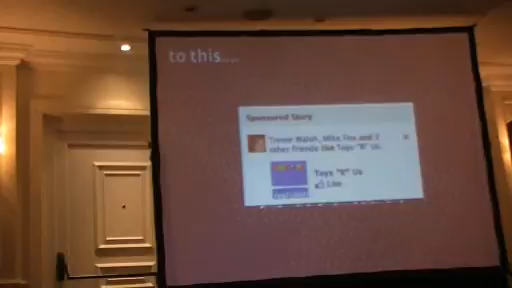 to this....
Sponsored Story
Trevor Walsh, Mike Fox and 2
other friends like Toys "R" Us.
Toys "R" Us
Like